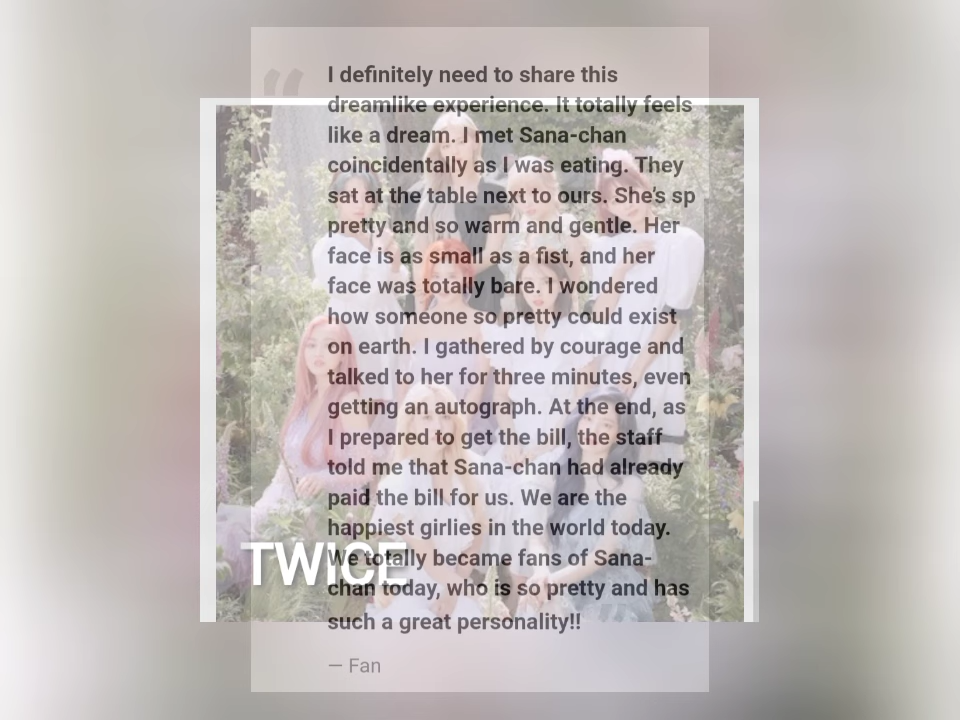 “
I definitely need to share this
dreamlike experience. It totally feels
like a dream. I met Sana-chan
coincidentally as I was eating. They
sat at the table next to ours. She's sp
pretty and so warm and gentle. Her
face is as small as a fist, and her
face was totally bare. I wondered
how someone so pretty could exist
on earth. I gathered by courage and
talked to her for three minutes, even
getting an autograph. At the end, as
I prepared to get the bill, the staff
told me that Sana-chan had already
paid the bill for us. We are the
happiest girlies in the world today.
We totally became fans of Sana-
chan today, who is so pretty and has
such a great personality!!
— Fan
TWICE